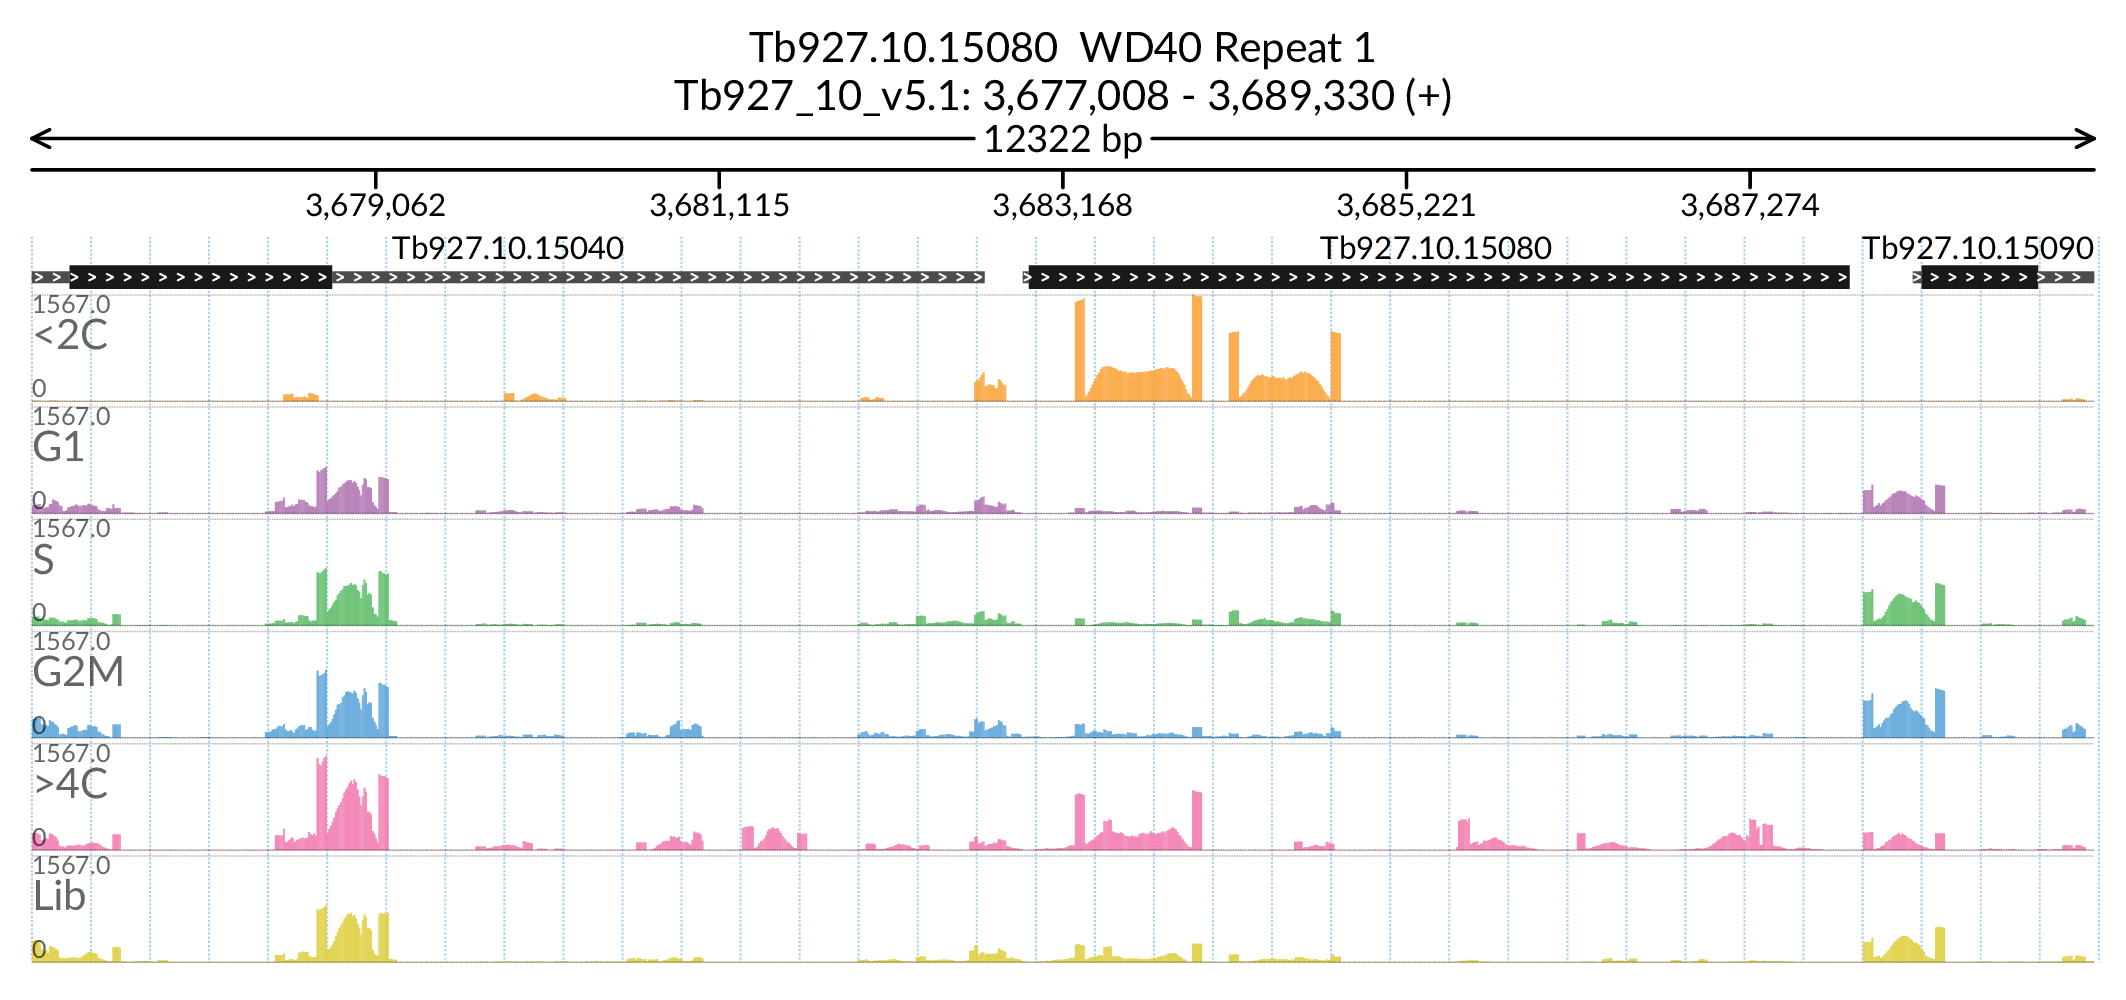 Tb927.10.15080  WD40 Repeat 1
Tb927_10_v5.1: 3,677,008 - 3,689,330 (+)
12322 bp
3,679,062 3,681,115 3,683,168 3,685,221 3,687,274
Tb927.10.15040 Tb927.10.15080 Tb927.10.15090
1567.0
<2C
0
1567.0
G1
0
1567.0
S
0
1567.0
G2M
0
1567.0
>4C
0
1567.0
Lib
0